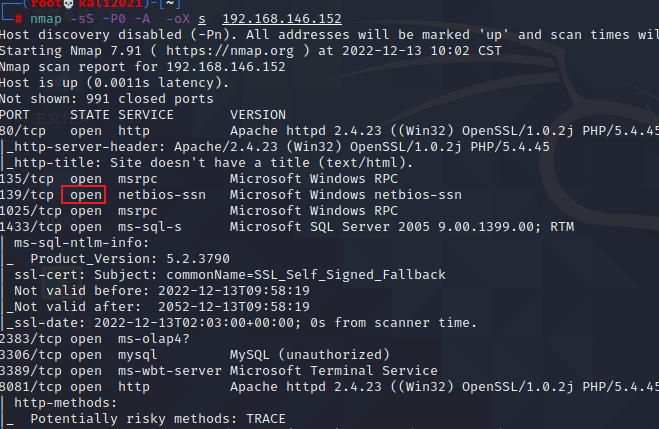 (root💀kali2021)-[~]
# nmap -sS -P0 -A -oX s 192.168.146.152
Host discovery disabled (-Pn). All addresses will be marked 'up' and scan times wil
Starting Nmap 7.91 ( https://nmap.org ) at 2022-12-13 10:02 CST
Nmap scan report for 192.168.146.152
Host is up (0.0011s latency).
Not shown: 991 closed ports
PORT STATE SERVICE VERSION
80/tcp open http Apache httpd 2.4.23 ((Win32) OpenSSL/1.0.2j PHP/5.4.45
|_http-server-header: Apache/2.4.23 (Win32) OpenSSL/1.0.2j PHP/5.4.45
|_http-title: Site doesn't have a title (text/html).
135/tcp open msrpc Microsoft Windows RPC
139/tcp open netbios-ssn Microsoft Windows netbios-ssn
1025/tcp open msrpc Microsoft Windows RPC
1433/tcp open ms-sql-s Microsoft SQL Server 2005 9.00.1399.00; RTM
| ms-sql-ntlm-info:
|_ Product_Version: 5.2.3790
| ssl-cert: Subject: commonName=SSL_Self_Signed_Fallback
| Not valid before: 2022-12-13T09:58:19
|_Not valid after: 2052-12-13T09:58:19
|_ssl-date: 2022-12-13T02:03:00+00:00; 0s from scanner time.
2383/tcp open ms-olap4?
3306/tcp open mysql MySQL (unauthorized)
3389/tcp open ms-wbt-server Microsoft Terminal Service
8081/tcp open http Apache httpd 2.4.23 ((Win32) OpenSSL/1.0.2j PHP/5.4.45
| http-methods:
|_ Potentially risky methods: TRACE